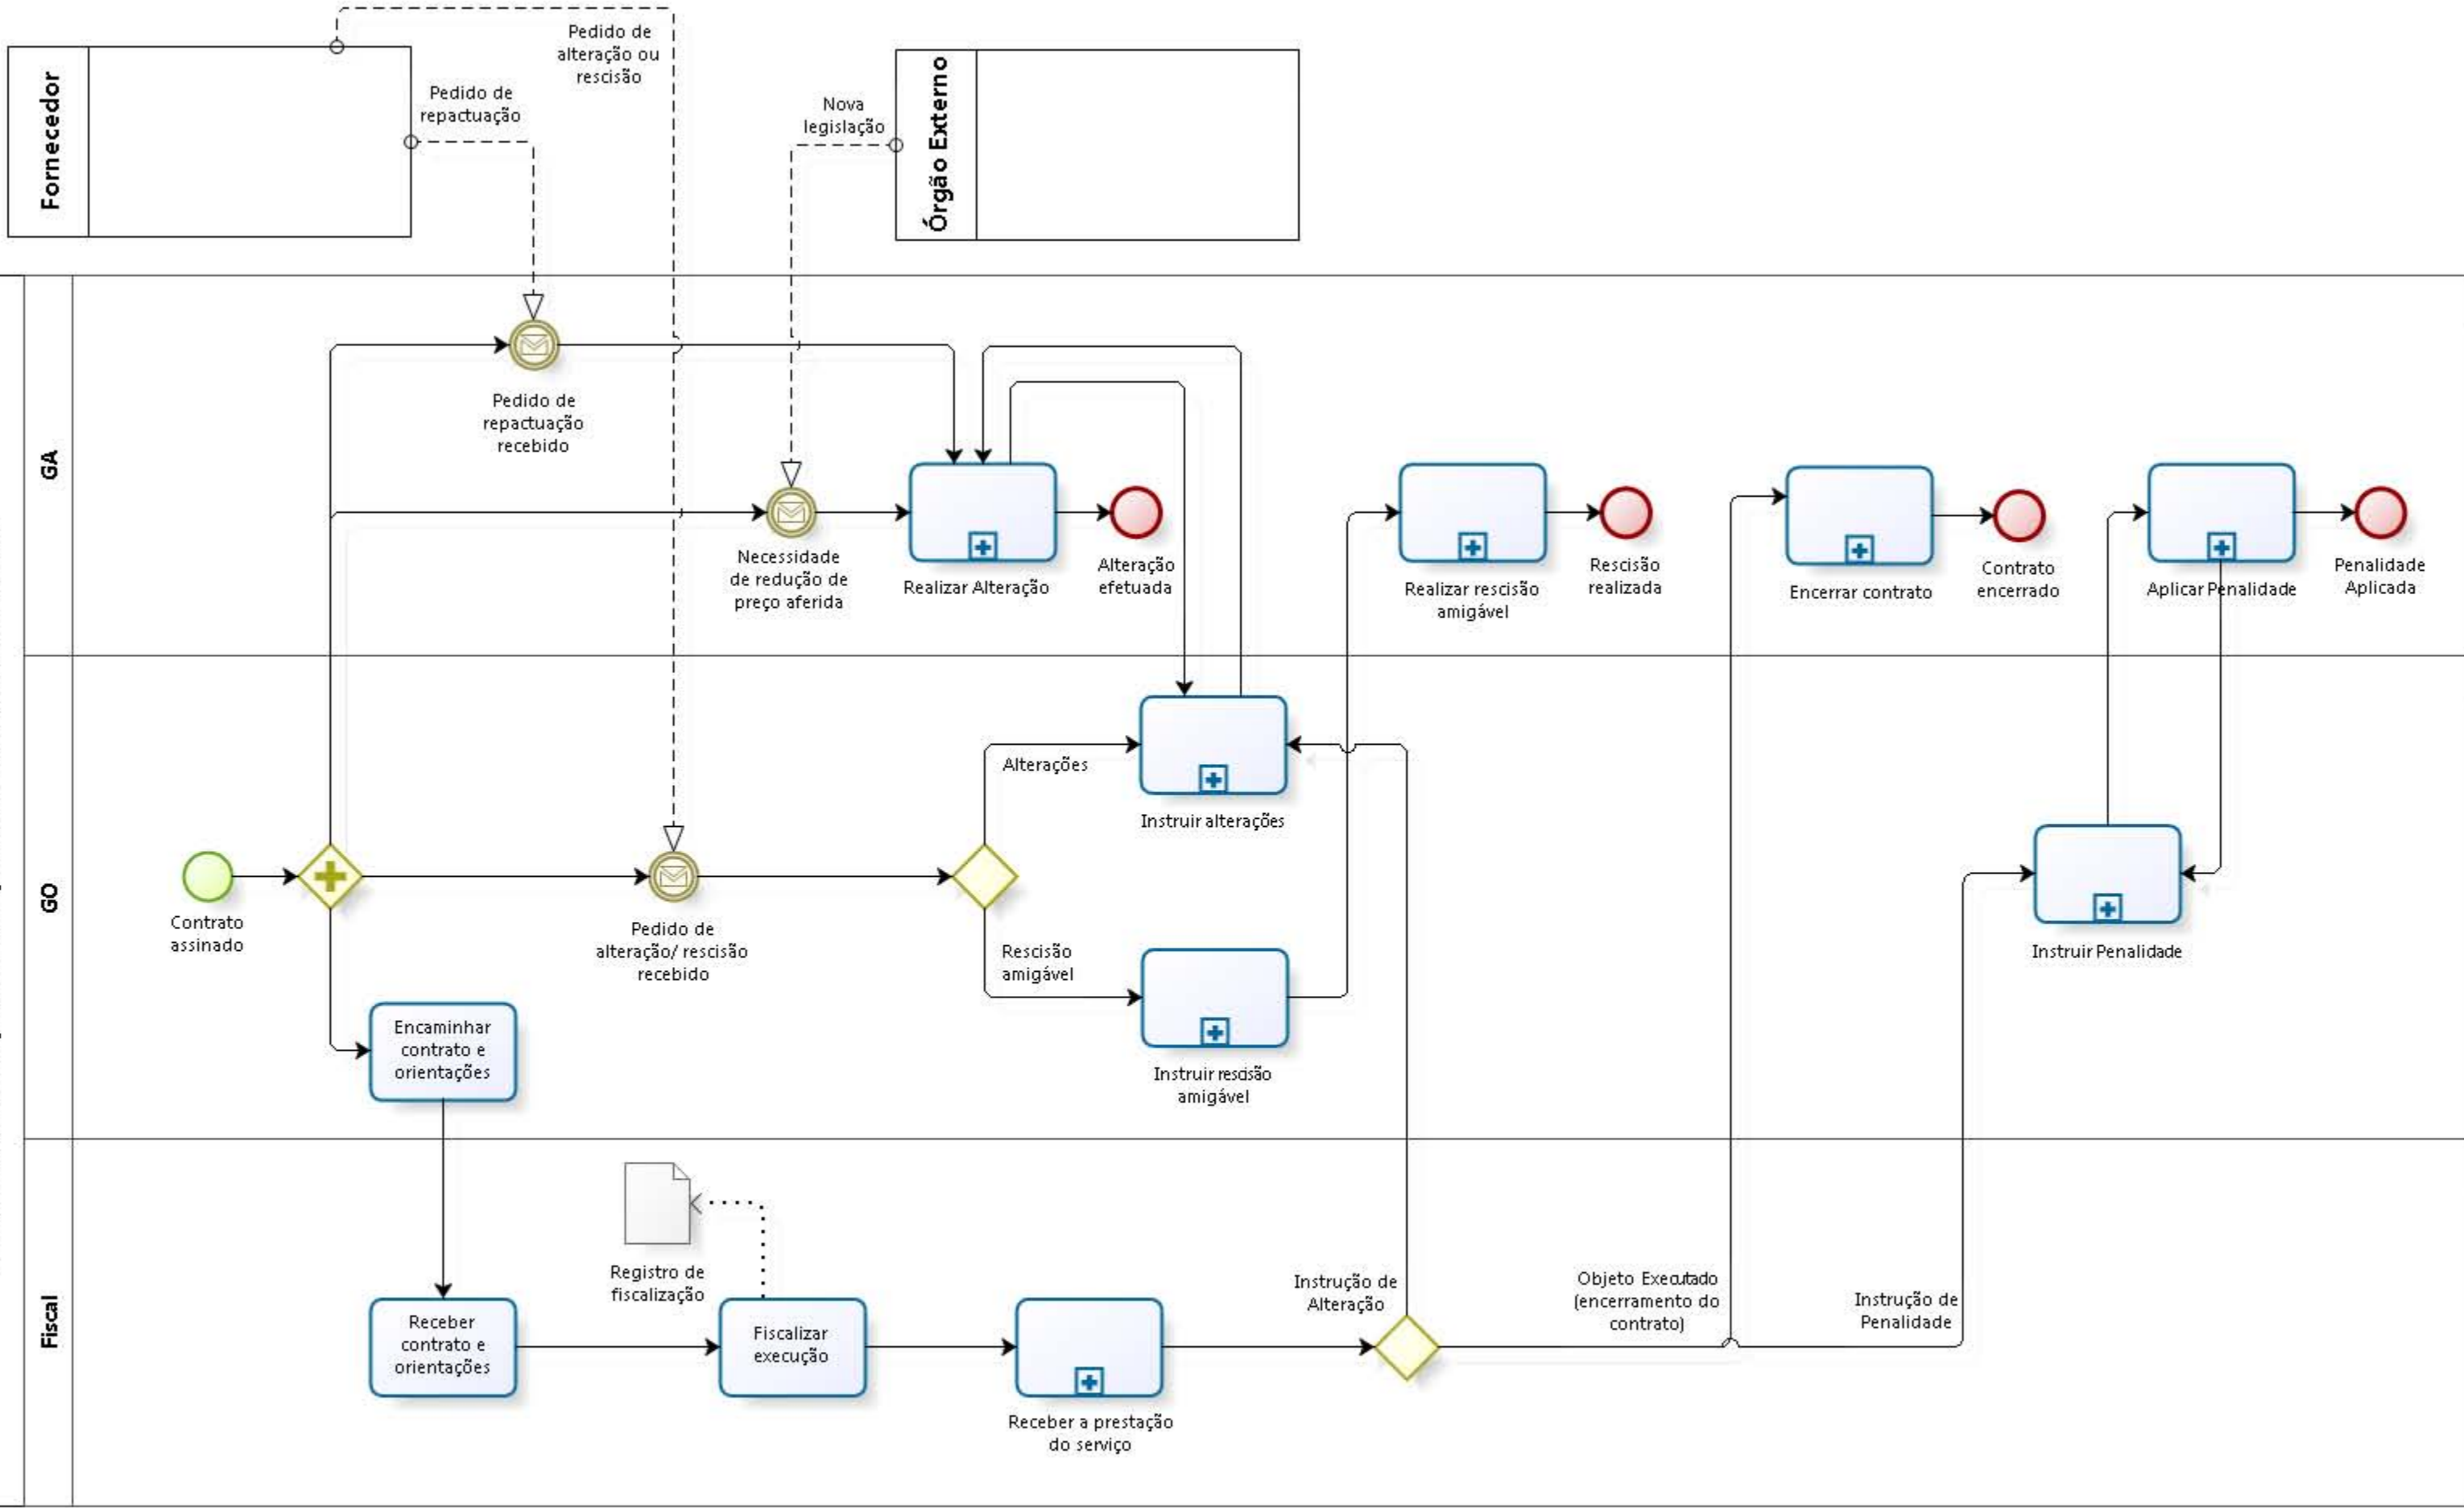 Pedido de
alteração ou
rescisão
Fornecedor
Pedido de
repactuação
Nova
legislação
Órgão Externo
GA
Pedido de
repactuação
recebido
Necessidade
de redução de
preço aferida
Realizar Alteração
Alteração
efetuada
Realizar rescisão
amigável
Rescisão
realizada
Encerrar contrato
Contrato
encerrado
Aplicar Penalidade
Penalidade
Aplicada
GO
Contrato
assinado
Pedido de
alteração/ rescisão
recebido
Alterações
Instruir alterações
Rescisão
amigável
Instruir rescisão
amigável
Instruir Penalidade
Encaminhar
contrato e
orientações
Fiscal
Receber
contrato e
orientações
Registro de
fiscalização
Fiscalizar
execução
Receber a prestação
do serviço
Instrução de
Alteração
Objeto Executado
(encerramento do
contrato)
Instrução de
Penalidade